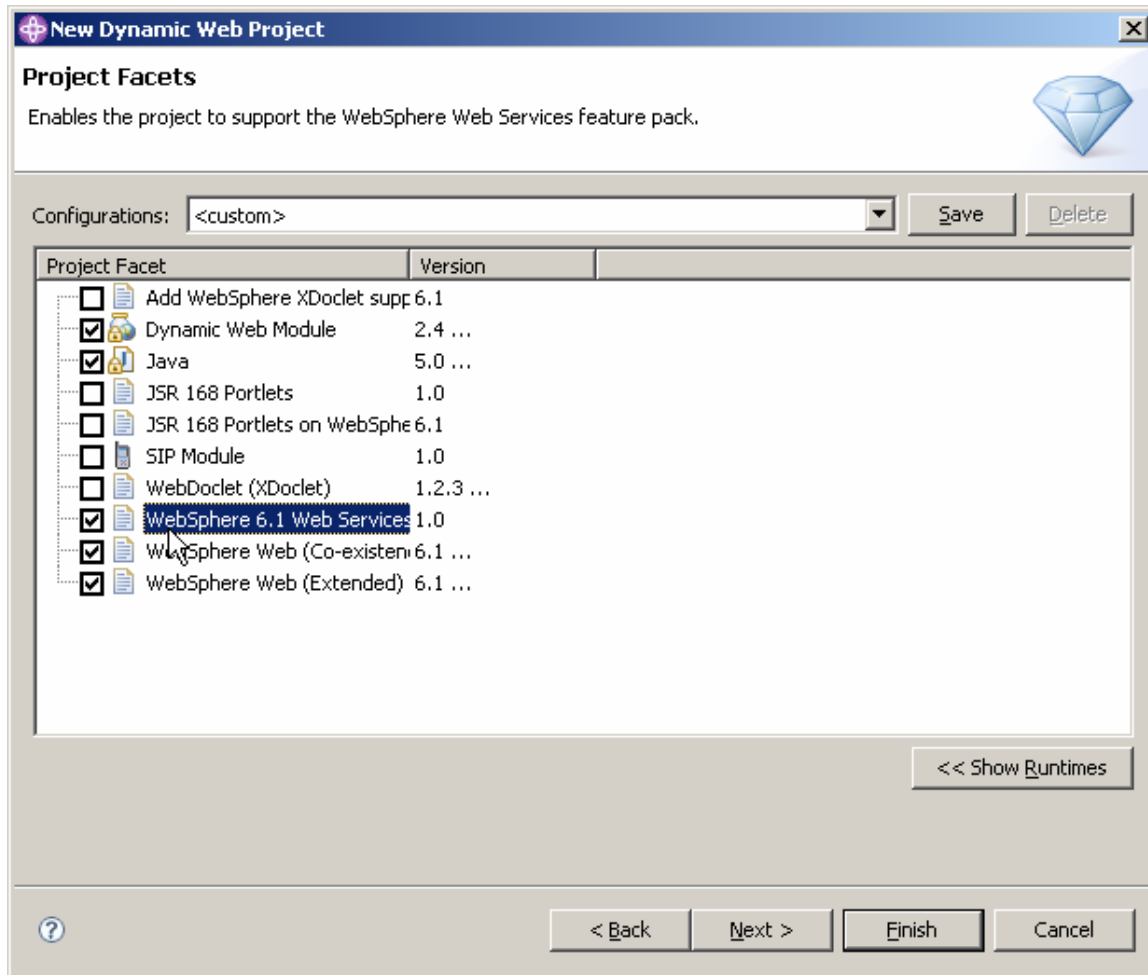 New Dynamic Web Project
Project Facets
Enables the project to support the WebSphere Web Services feature pack.
Configurations: <custom> Save Delete
Project Facet Version
Add WebSphere XDoclet supp 6.1
Dynamic Web Module 2.4 ...
Java 5.0 ...
JSR 168 Portlets 1.0
JSR 168 Portlets on WebSphe 6.1
SIP Module 1.0
WebDoclet (XDoclet) 1.2.3 ...
WebSphere 6.1 Web Services 1.0
WebSphere Web (Co-existen 6.1 ...
WebSphere Web (Extended) 6.1 ...
<< Show Runtimes
? < Back Next > Finish Cancel